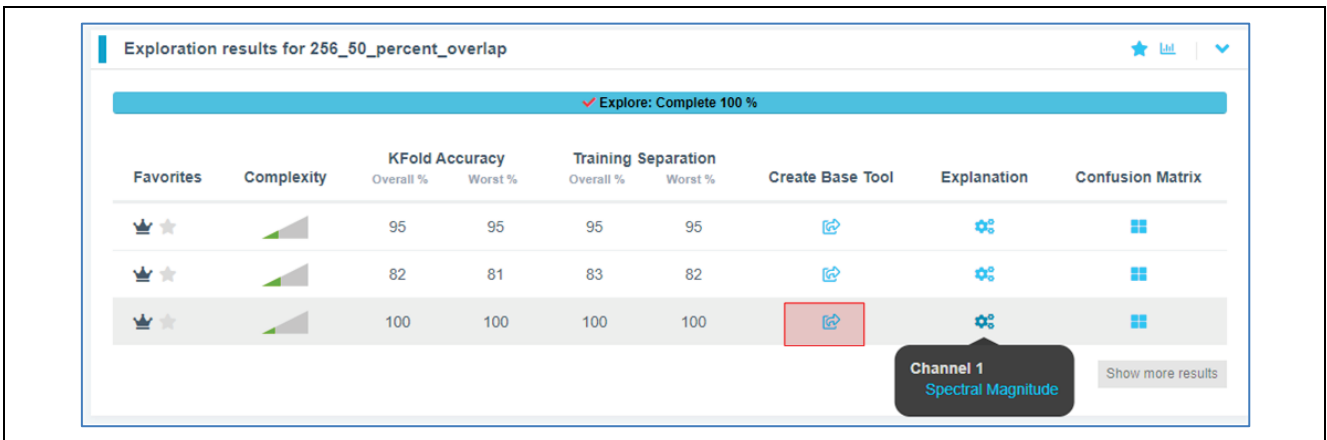 Exploration results for 256_50_percent_overlap
Explore: Complete 100 %
Favorites Complexity KFold Accuracy Training Separation Create Base Tool Explanation Confusion Matrix
Overall % Worst % Overall % Worst %
95 95 95 95
82 81 83 82
100 100 100 100
Channel 1
Spectral Magnitude
Show more results